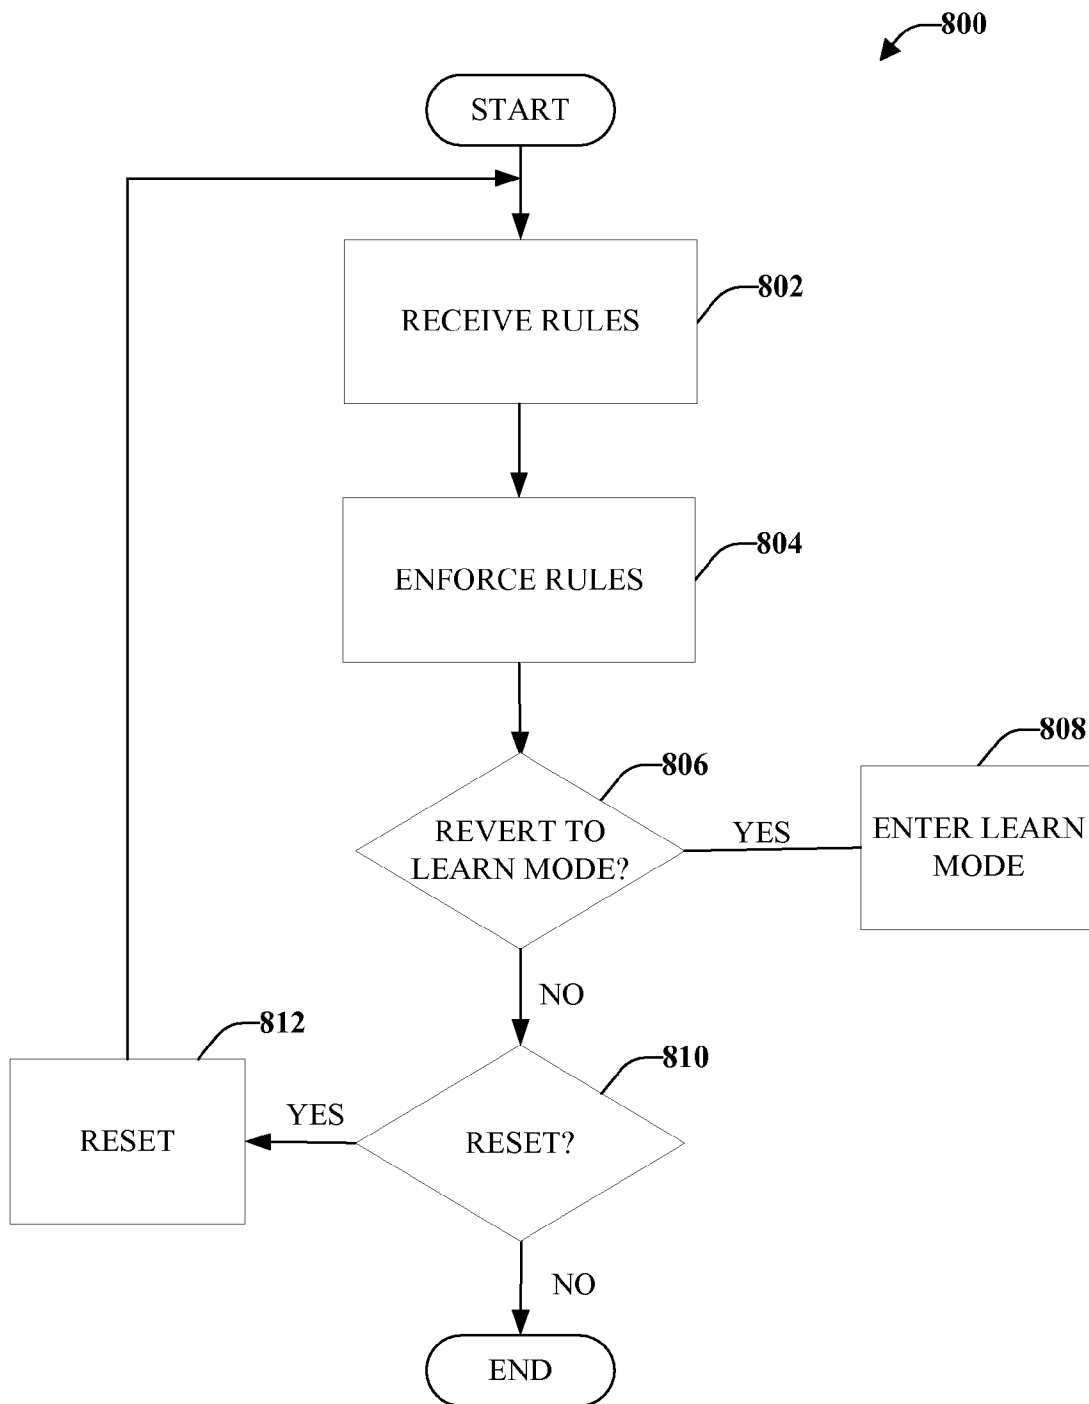 800
START
RECEIVE RULES
802
ENFORCE RULES
804
REVERT TO
LEARN MODE?
806
YES
ENTER LEARN
MODE
808
NO
RESET?
810
YES
RESET
812
NO
END